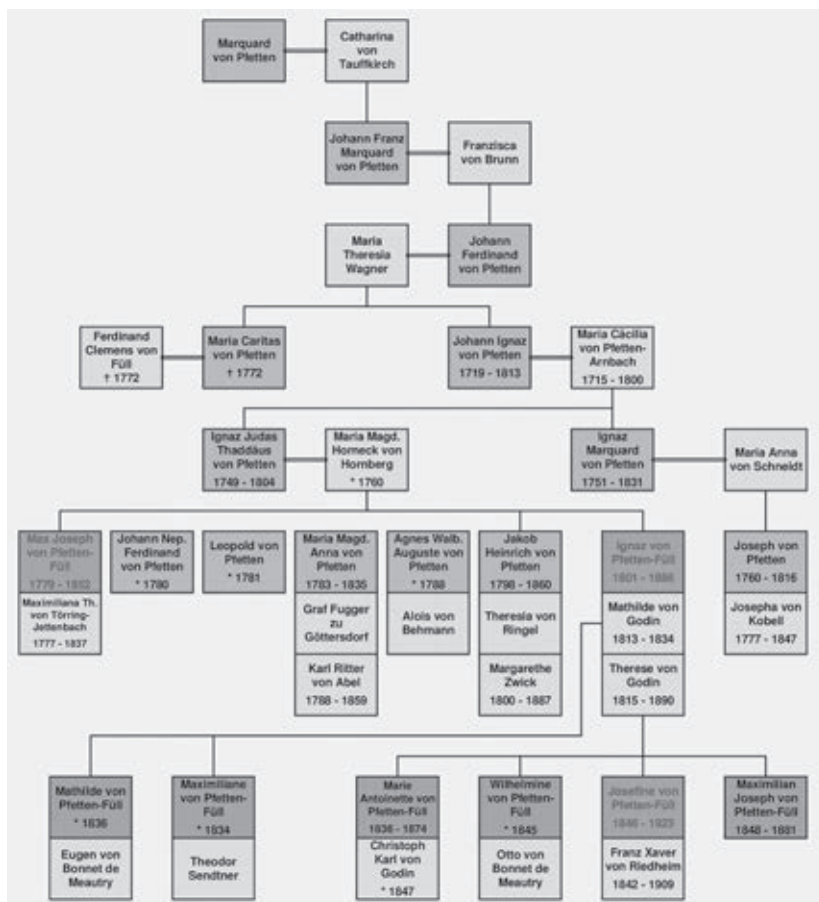 Marquard
von Pfetten
Catharina
von
Tauffkirch
Johann Franz
Marquard
von Pfetten
Franzisca
von Brunn
Maria
Theresia
Wagner
Johann
Ferdinand
von Pfetten
Ferdinand
Clemens von
Füll
† 1772
Maria Caritas
von Pfetten
† 1772
Johann Ignaz
von Pfetten
1719 - 1813
Maria Cäcilia
von Pfetten-
Arnbach
1715 - 1800
Ignaz Judas
Thaddäus
von Pfetten
1749 - 1804
Maria Magd.
Horneck von
Hornberg
* 1760
Ignaz
Marquard
von Pfetten
1751 - 1831
Maria Anna
von Schneidt
Max Joseph
von Pfetten-
Füll
1779 -
Maximiliana Th.
von Törring-
Jettenbach
1777 - 1837
Johann Nep.
Ferdinand
von Pfetten
* 1780
Leopold von
Pfetten
* 1781
Maria Magd.
Anna von
Pfetten
1783 - 1835
Graf Fugger
zu
Göttersdorf
Karl Ritter
von Abel
1788 - 1859
Agnes Walb.
Auguste von
Pfetten
* 1788
Alois von
Behmann
Jakob
Heinrich von
Pfetten
1798 - 1860
Theresia von
Ringel
Margarethe
Zwick
1800 - 1887
Ignaz von
Pfetten-Füll
1801 -
Mathilde von
Godin
1813 - 1834
Therese von
Godin
1815 - 1890
Joseph von
Pfetten
1760 - 1816
Josepha von
Kobell
1777 - 1847
Mathilde von
Pfetten-Füll
* 1836
Eugen von
Bonnet de
Meautry
Maximiliane
von Pfetten-
Füll
* 1834
Theodor
Sendtner
Marie
Antoinette von
Pfetten-Füll
1836 - 1874
Christoph
Karl von
Godin
* 1847
Wilhelmine
von Pfetten-
Füll
* 1845
Otto von
Bonnet de
Meautry
Josefine von
Pfetten-Füll
1846 - 1923
Franz Xaver
von Riedheim
1842 - 1909
Maximilian
Joseph von
Pfetten-Füll
1848 - 1881